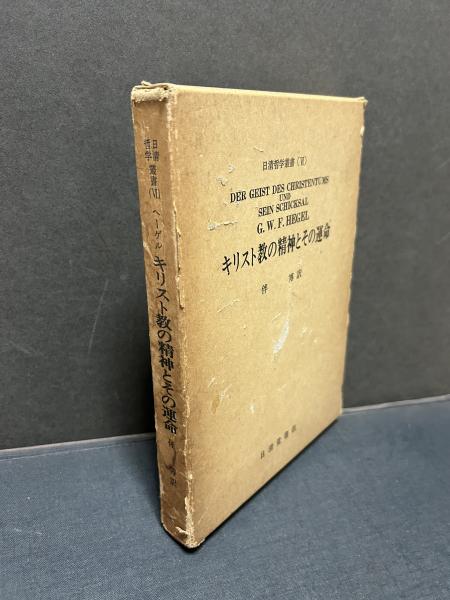 日清哲学叢書（Ⅵ）
DER GEIST DES CHRISTENTUMS
UND
SEIN SCHICKSAL
G. W. F. HEGEL
キリスト教の精神とその運命
伴 博訳
日清堂書店
日清
哲学 叢書（Ⅵ）
ヘーゲル
キリスト教の精神とその運命
伴 博 訳